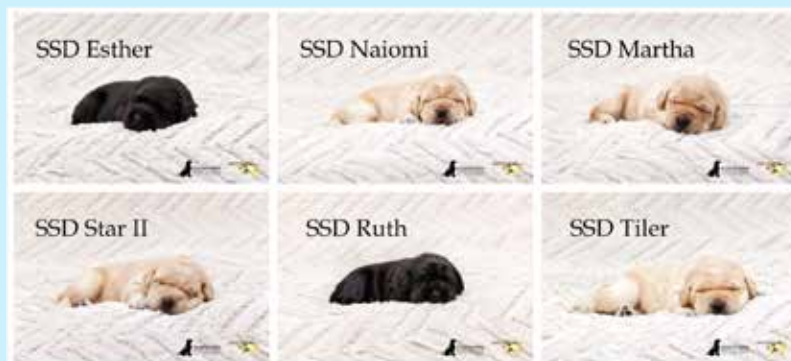 SSD Esther
SSD Naiomi
SSD Martha
SSD Star II
SSD Ruth
SSD Tiler